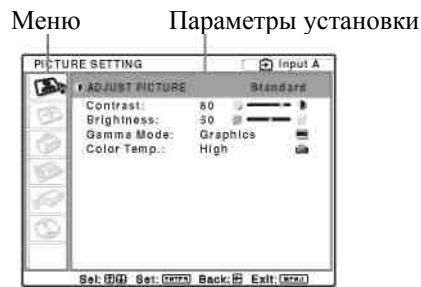 Меню Параметры установки
PICTURE SETTING Input A
ADJUST PICTURE Standard
Contrast: 80
Brightness: 50
Gamma Mode: Graphics
Color Temp.: High
Sel: Set: ENTER Back: Exit: MENU